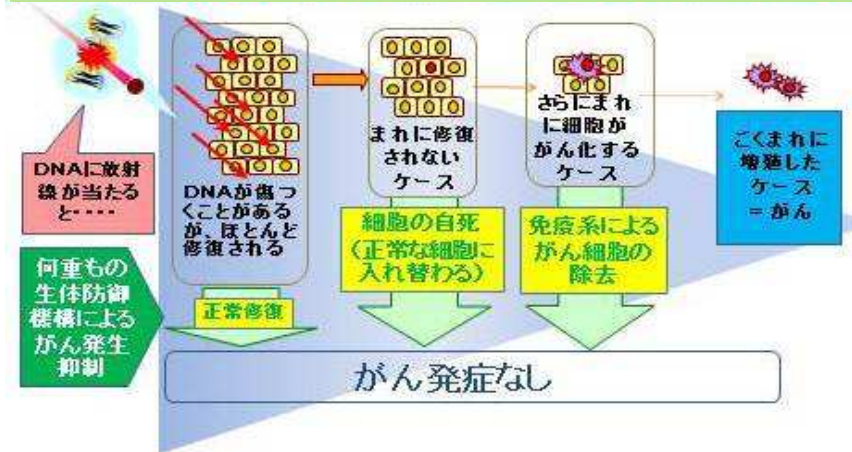 DNAに放射
線が当たる
と・・・・
DNAが傷つ
くことがある
が、ほとんど
修復される
まれに修復
されない
ケース
さらにまれ
に細胞が
がん化する
ケース
ごくまれに
増殖した
ケース
=がん
何重もの
生体防御
機構による
がん発生
抑制
正常修復
細胞の自死
(正常な細胞に
入れ替わる)
免疫系による
がん細胞の
除去
がん発症なし